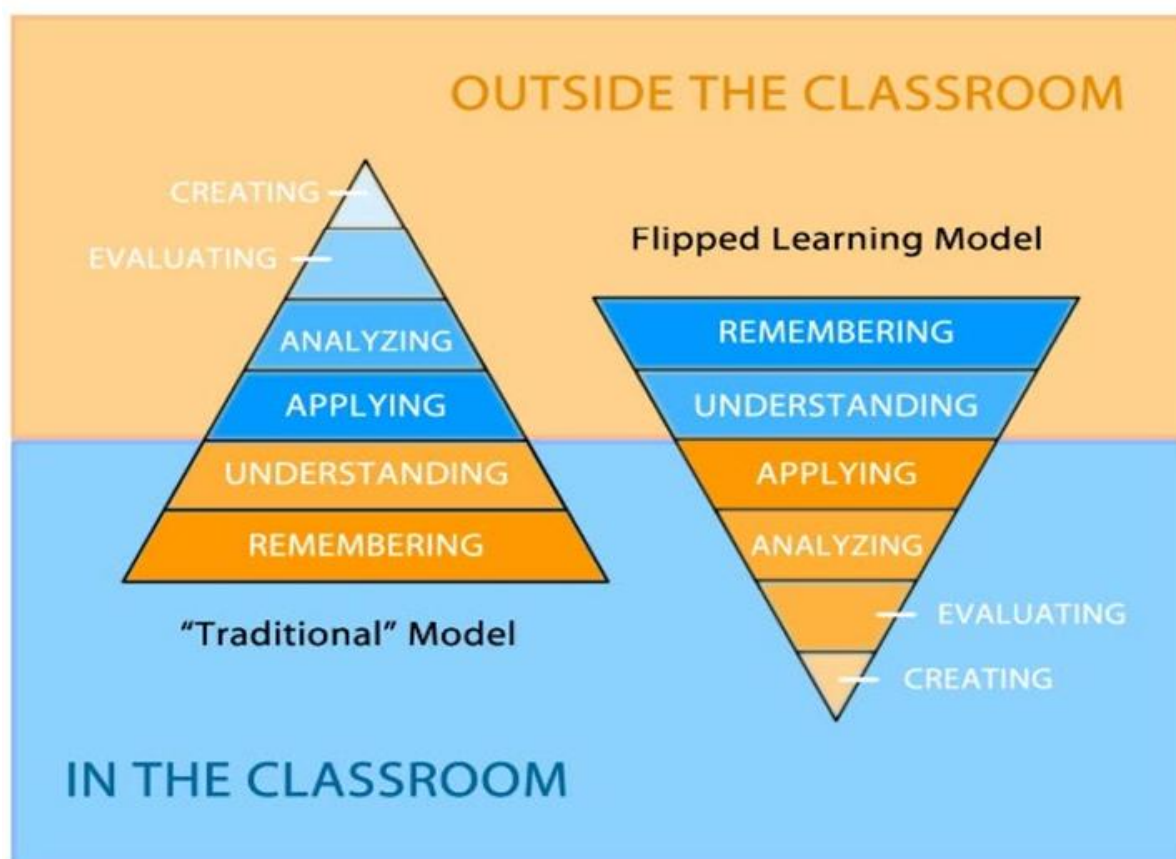 OUTSIDE THE CLASSROOM
CREATING
EVALUATING
ANALYZING
APPLYING
UNDERSTANDING
REMEMBERING
"Traditional" Model
Flipped Learning Model
REMEMBERING
UNDERSTANDING
APPLYING
ANALYZING
EVALUATING
CREATING
IN THE CLASSROOM